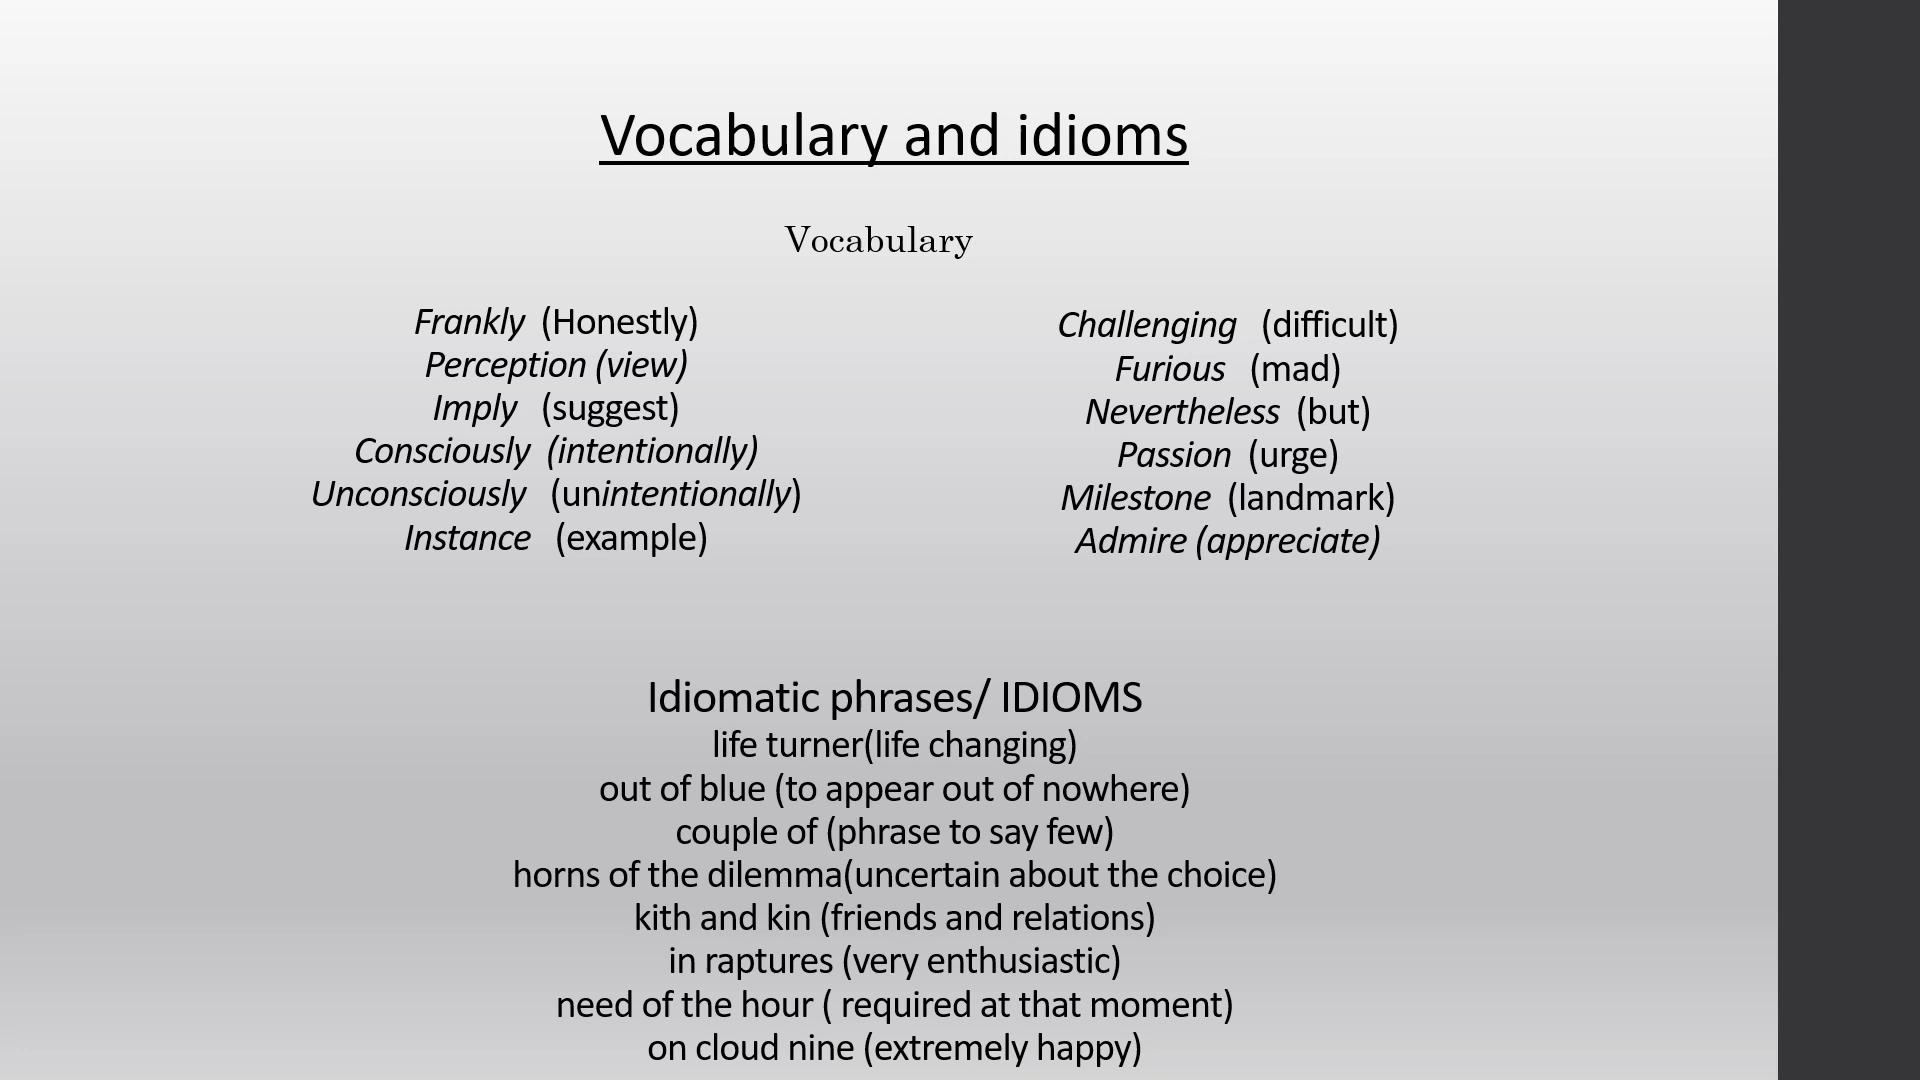 Vocabulary and idioms
Vocabulary
Frankly (Honestly)
Perception (view)
Imply (suggest)
Consciously (intentionally)
Unconsciously (unintentionally)
Instance (example)
Challenging (difficult)
Furious (mad)
Nevertheless (but)
Passion (urge)
Milestone (landmark)
Admire (appreciate)
Idiomatic phrases/ IDIOMS
life turner(life changing)
out of blue (to appear out of nowhere)
couple of (phrase to say few)
horns of the dilemma(uncertain about the choice)
kith and kin (friends and relations)
in raptures (very enthusiastic)
need of the hour ( required at that moment)
on cloud nine (extremely happy)